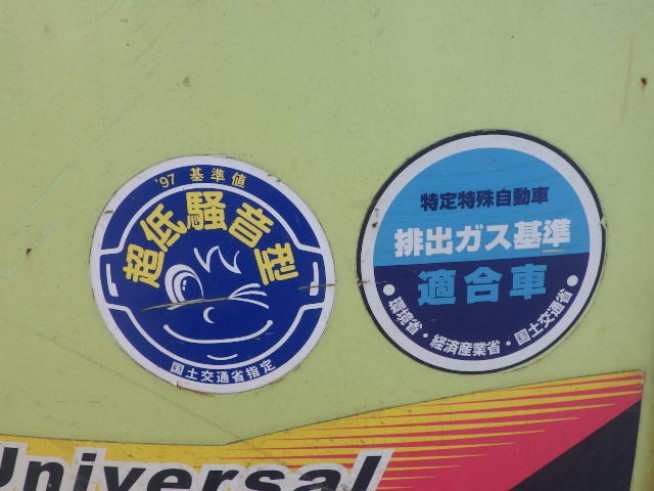 '97 基準値
超低騒音型
国土交通省指定
特定特殊自動車
排出ガス基準
適合車
●環境省・経済産業省・国土交通省●
Universal